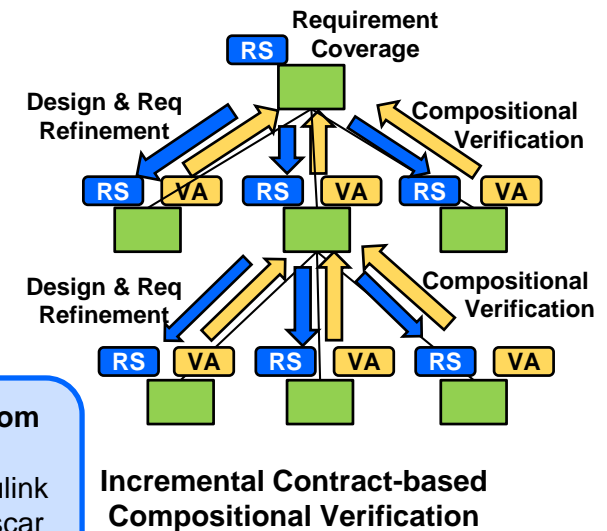 Requirement
RS Coverage
Design & Req
Refinement
Compositional
Verification
RS VA RS VA RS VA
Design & Req
Refinement
Compositional
Verification
RS VA RS VA RS VA
Incremental Contract-based
Compositional Verification